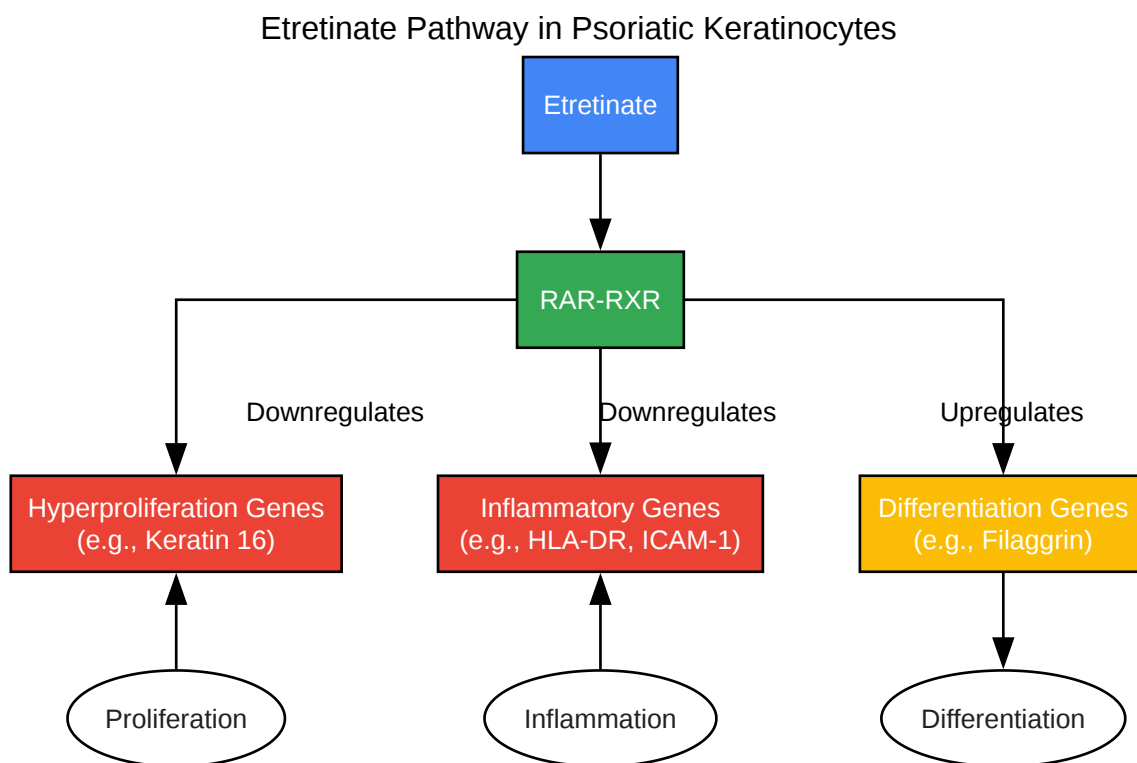 Etretinate Pathway in Psoriatic Keratinocytes
Etretinate
RAR-RXR
Downregulates
Downregulates
Upregulates
Hyperproliferation Genes
(e.g., Keratin 16)
Inflammatory Genes
(e.g., HLA-DR, ICAM-1)
Differentiation Genes
(e.g., Filaggrin)
Proliferation
Inflammation
Differentiation